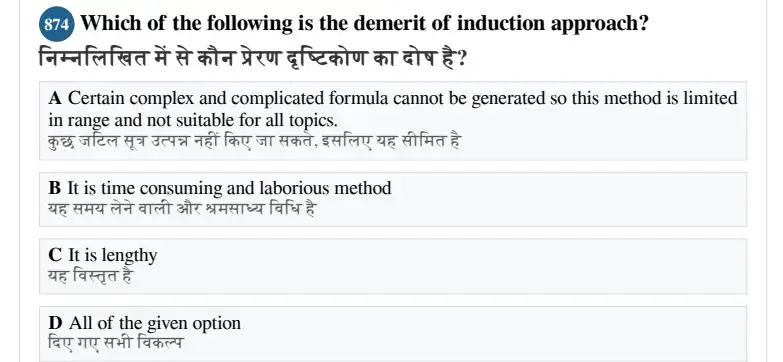 874 Which of the following is the demerit of induction approach?
निम्नलिखित में से कौन प्रेरण दृष्टिकोण का दोष है?
A Certain complex and complicated formula cannot be generated so this method is limited
in range and not suitable for all topics.
कुछ जटिल सूत्र उत्पन्न नहीं किए जा सकते, इसलिए यह सीमित है
B It is time consuming and laborious method
यह समय लेने वाली और श्रमसाध्य विधि है
C It is lengthy
यह विस्तृत है
D All of the given option
दिए गए सभी विकल्प